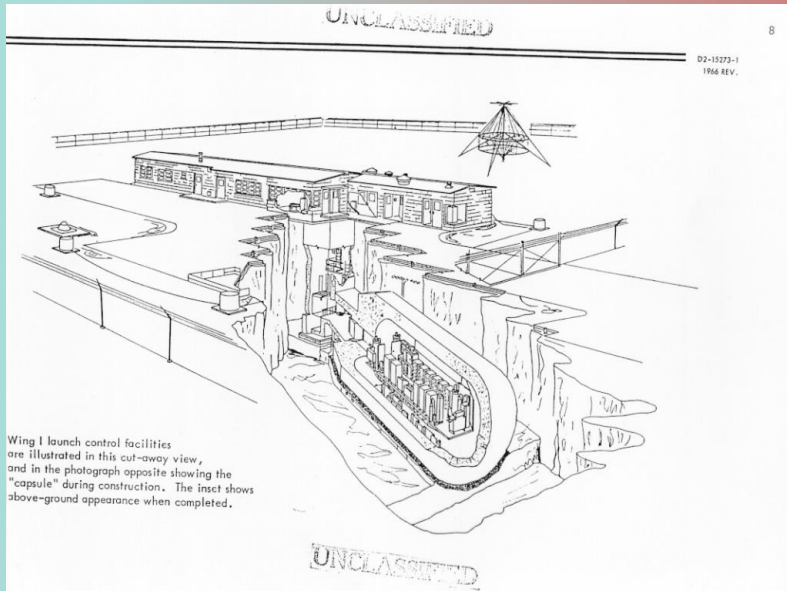 UNCLASSIFIED
8
D2-15273-1
1966 REV.
Wing I launch control facilities
are illustrated in this cut-away view,
and in the photograph opposite showing the
"capsule" during construction. The inset shows
above-ground appearance when completed.
UNCLASSIFIED